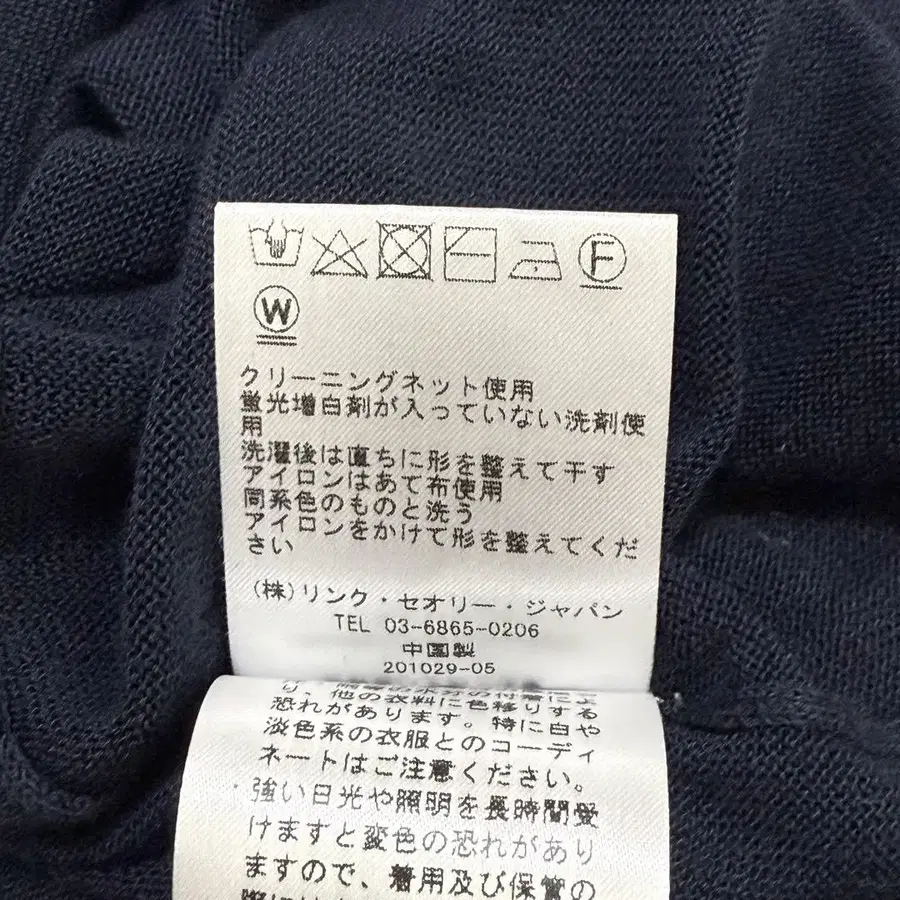 F
W
クリーニングネット使用
蛍光増白剤が入っていない洗剤使
用
洗濯後は直ちに形を整えて干す
アイロンはあて布使用
同系色のものと洗う
アイロンをかけて形を整えてくだ
さい
(株)リンク・セオリー・ジャパン
TEL 03-6865-0206
中国製
201029-05
り、他の衣料に色移りする
恐れがあります。特に白や
淡色系の衣服とのコーディ
ネートはご注意ください。
・強い日光や照明を長時間受
けますと変色の恐れがあり
ますので、着用及び保管の